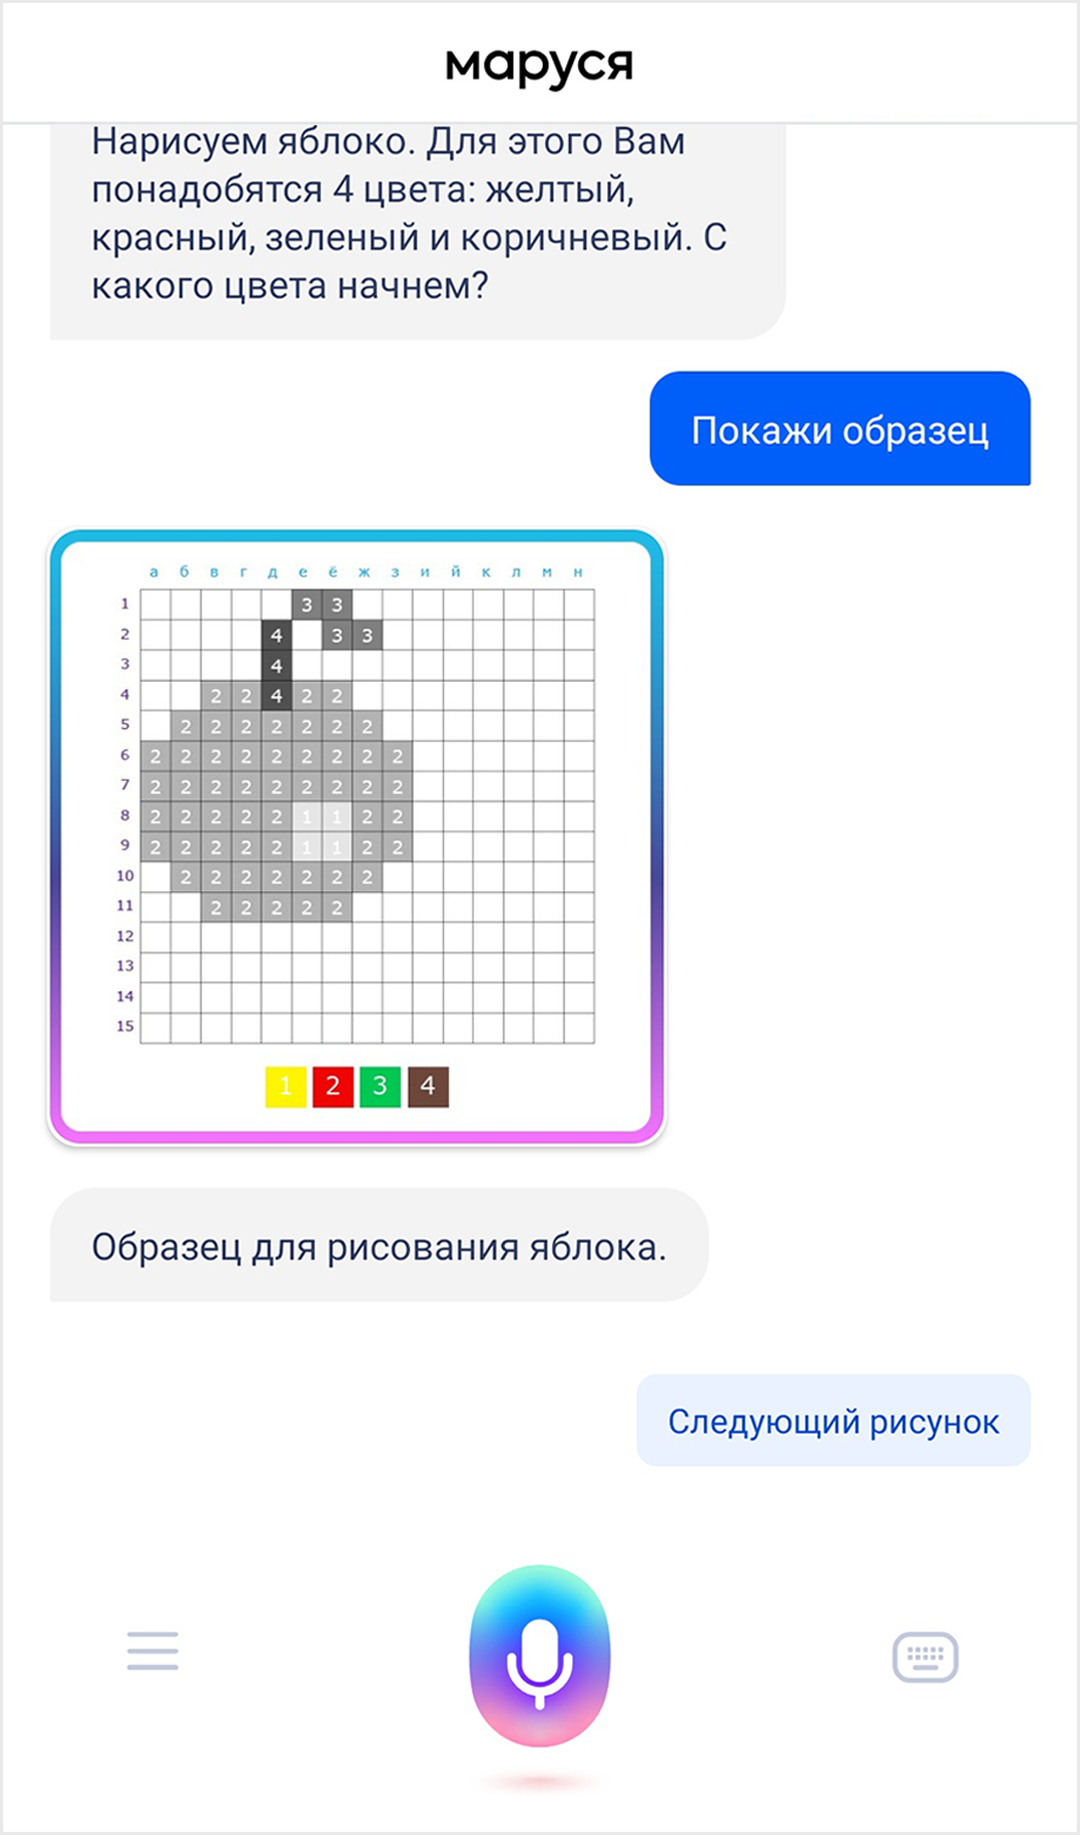 маруся
Нарисуем яблоко. Для этого Вам
понадобятся 4 цвета: желтый,
красный, зеленый и коричневый. С
какого цвета начнем?
Покажи образец
а б в г д е ё ж з и й к л м н
1 3 3
2 4 3 3
3 4
4 2 2 4 2 2
5 2 2 2 2 2 2 2
6 2 2 2 2 2 2 2 2 2
7 2 2 2 2 2 2 2 2 2
8 2 2 2 2 2 1 1 2 2
9 2 2 2 2 2 1 1 2 2
10 2 2 2 2 2 2 2
11 2 2 2 2 2
12
13
14
15
1 2 3 4
Образец для рисования яблока.
Следующий рисунок